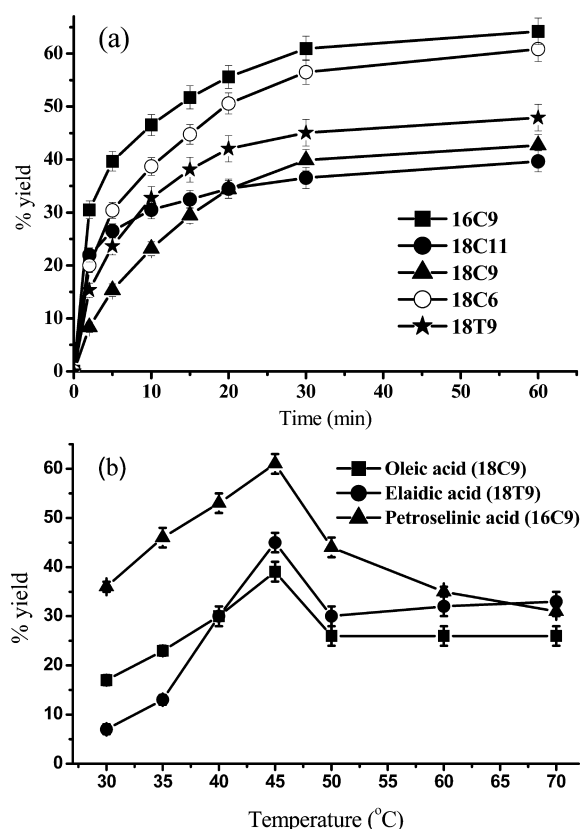 (a)
% yield
60
50
40
30
20
10
0
16C9
18C11
18C9
18C6
18T9
0 10 20 30 40 50 60
Time (min)
(b)
% yield
60
50
40
30
20
10
0
Oleic acid (18C9)
Elaidic acid (18T9)
Petroselinic acid (16C9)
30 35 40 45 50 60 70
Temperature (°C)